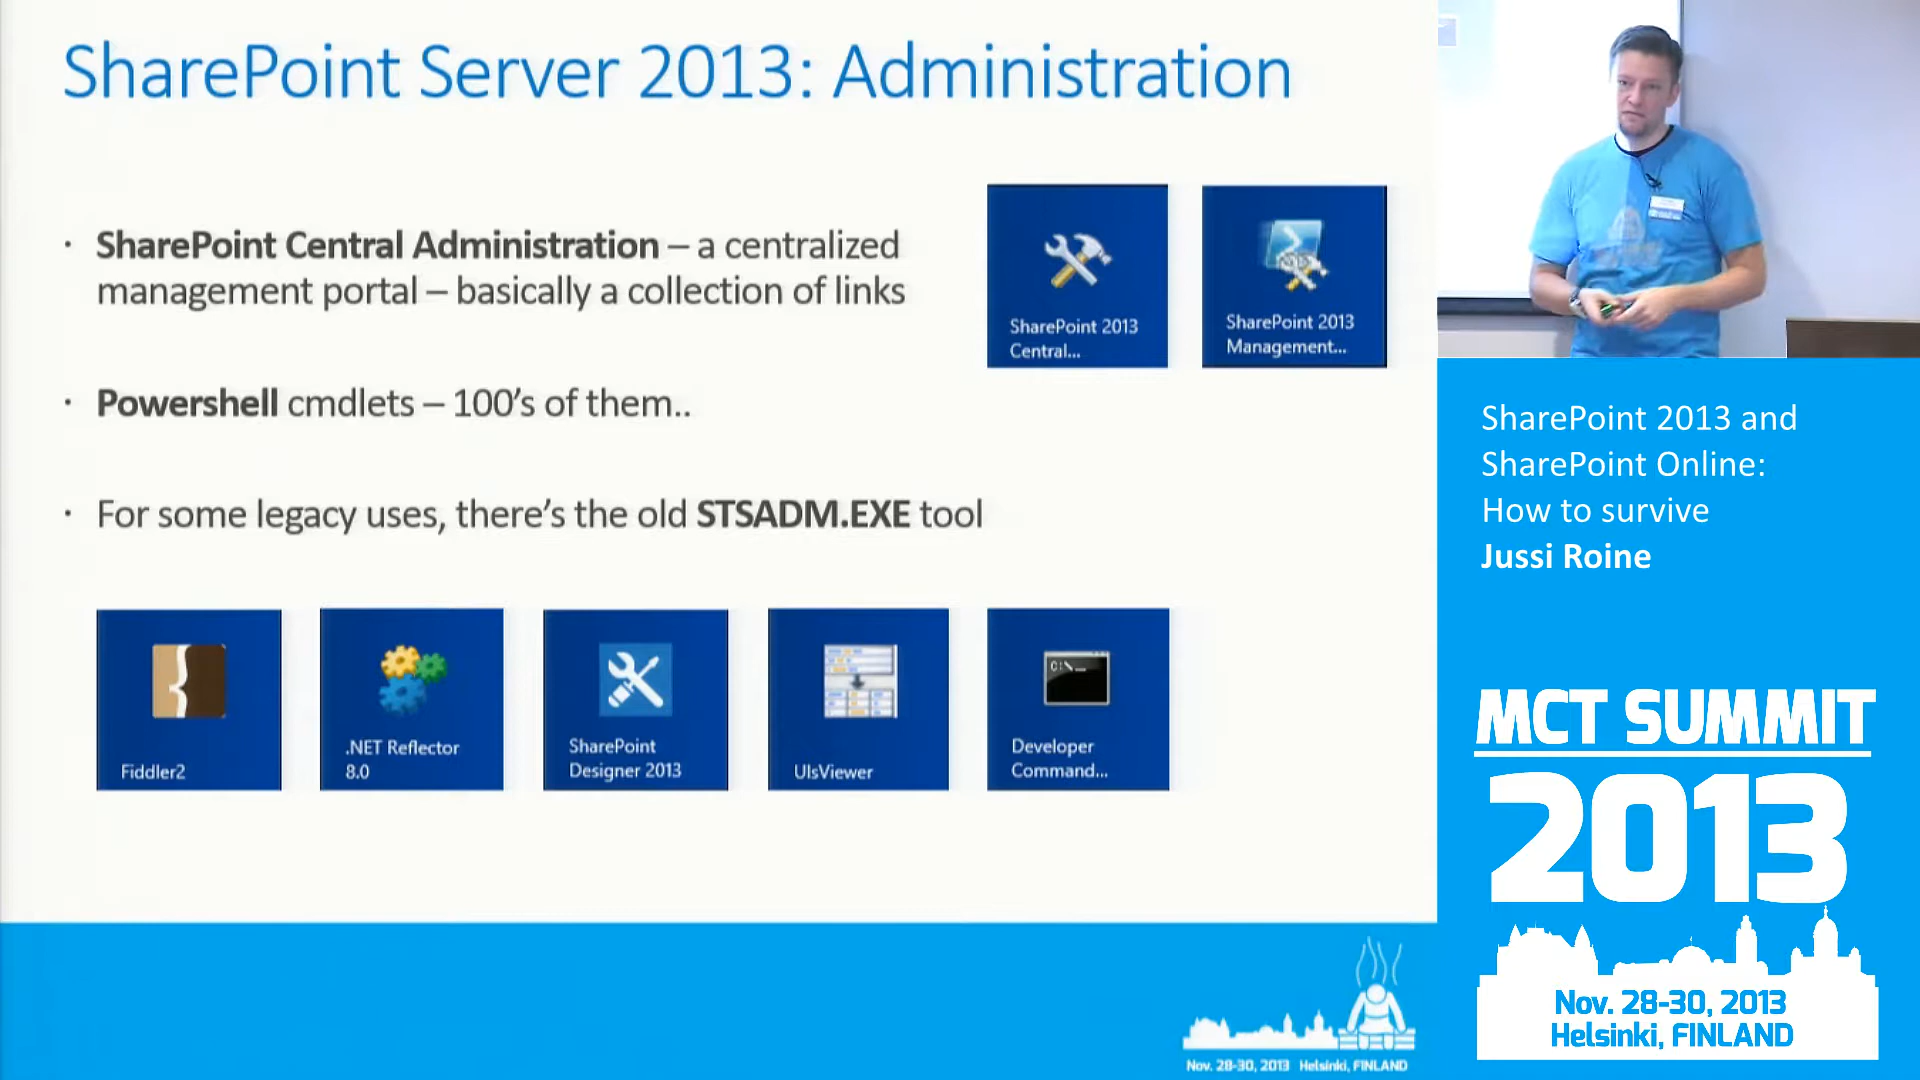 SharePoint Server 2013: Administration
· SharePoint Central Administration – a centralized
management portal – basically a collection of links
SharePoint 2013
Central...
SharePoint 2013
Management...
· Powershell cmdlets – 100's of them..
· For some legacy uses, there's the old STSADM.EXE tool
Fiddler2
.NET Reflector
8.0
SharePoint
Designer 2013
UlsViewer
C:\_
Developer
Command...
Nov. 28-30, 2013 Helsinki, FINLAND
SharePoint 2013 and
SharePoint Online:
How to survive
Jussi Roine
MCT SUMMIT
2013
Nov. 28-30, 2013
Helsinki, FINLAND